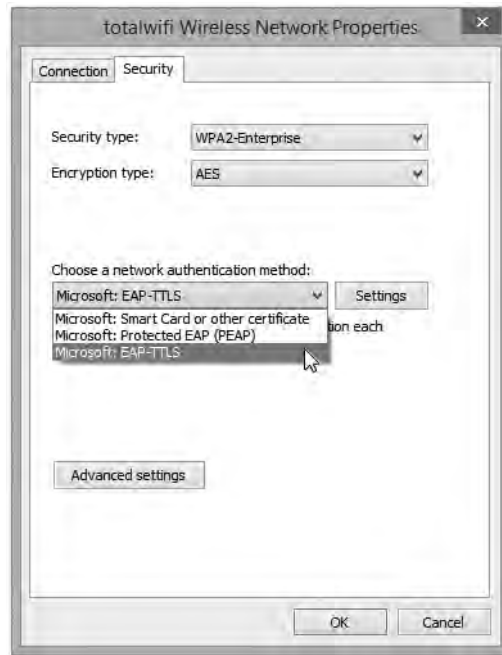 totalwifi Wireless Network Properties
Connection Security
Security type: WPA2-Enterprise
Encryption type: AES
Choose a network authentication method:
Microsoft: EAP-TTLS Settings
Microsoft: Smart Card or other certificate
Microsoft: Protected EAP (PEAP) tion each
Microsoft: EAP-TTLS
Advanced settings
OK Cancel